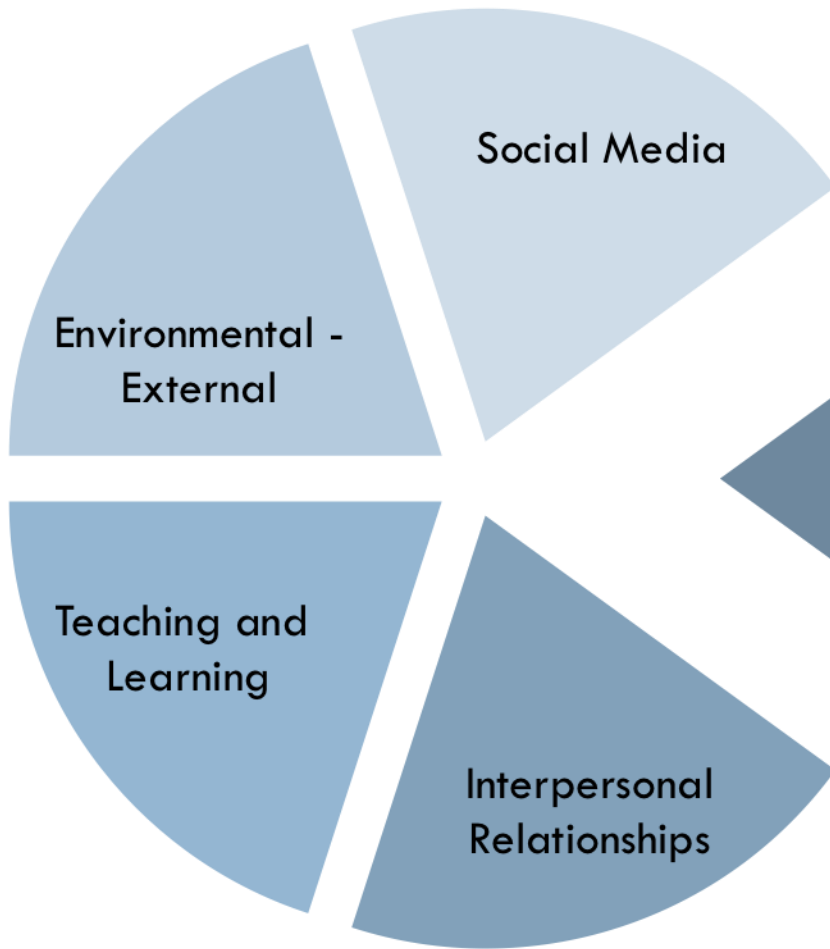 Social Media
Environmental -
External
Teaching and
Learning
Interpersonal
Relationships